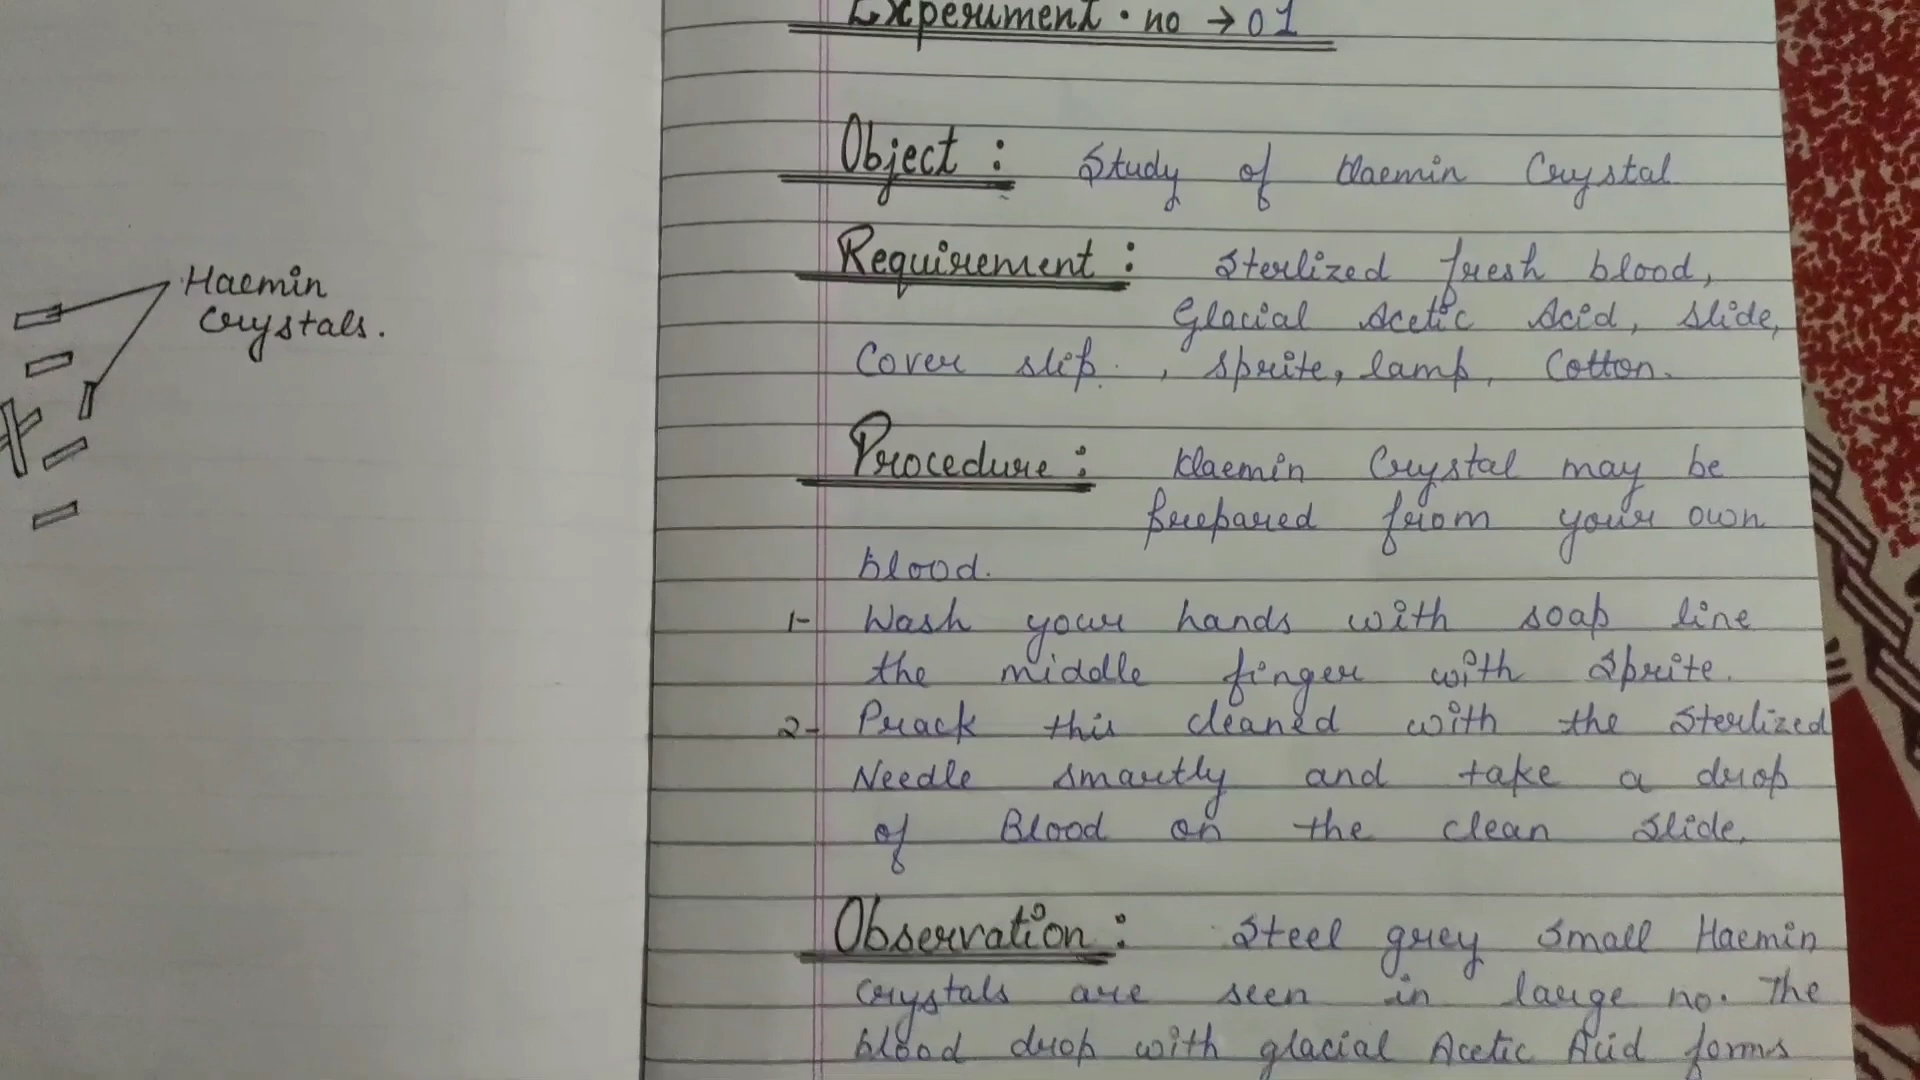 Experiment. no → 01
Object : Study of Haemin Crystal
Requirement : Sterlized fresh blood,
Glacial Acetic Acid, slide,
Cover slip. , sprite, lamp, Cotton.
Procedure : Haemin Crystal may be
prepared from your own
blood.
1- Wash your hands with soap line
the middle finger with sprite.
2- Prack this cleaned with the sterlized
Needle smartly and take a drop
of Blood on the clean slide.
Observation : Steel grey small Haemin
crystals are seen in large no. The
blood drop with glacial Acetic Acid forms
Haemin
Crystals.